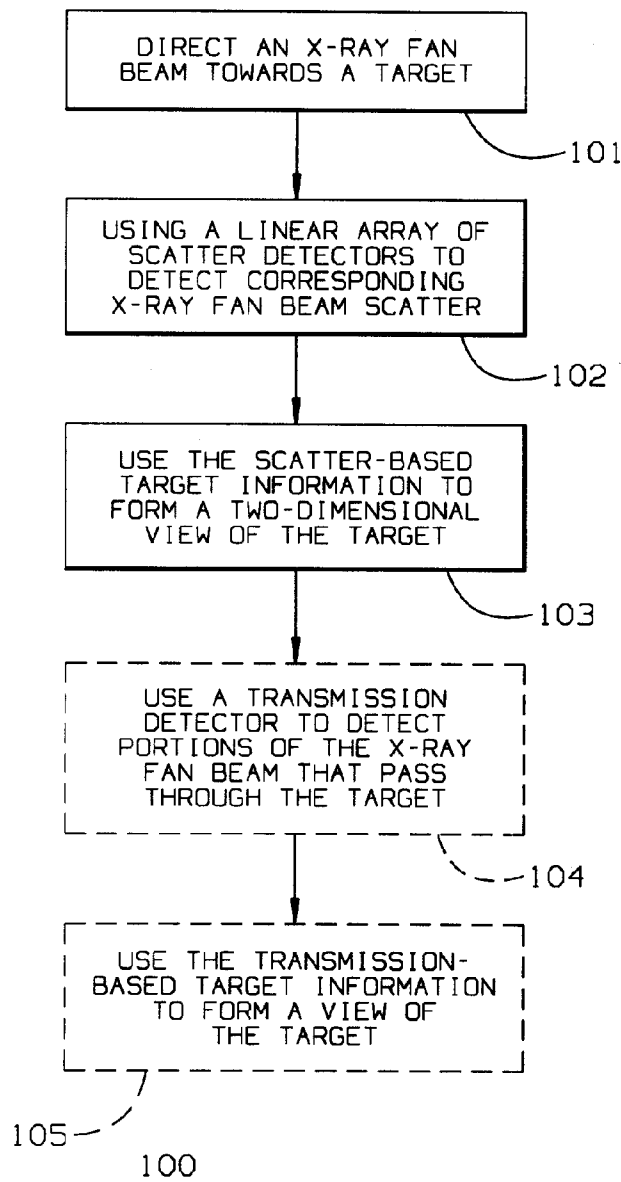 DIRECT AN X-RAY FAN
BEAM TOWARDS A TARGET
101
USING A LINEAR ARRAY OF
SCATTER DETECTORS TO
DETECT CORRESPONDING
X-RAY FAN BEAM SCATTER
102
USE THE SCATTER-BASED
TARGET INFORMATION TO
FORM A TWO-DIMENSIONAL
VIEW OF THE TARGET
103
USE A TRANSMISSION
DETECTOR TO DETECT
PORTIONS OF THE X-RAY
FAN BEAM THAT PASS
THROUGH THE TARGET
104
USE THE TRANSMISSION-
BASED TARGET INFORMATION
TO FORM A VIEW OF
THE TARGET
105
100